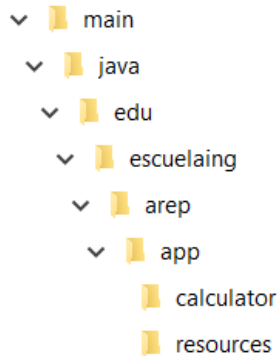 main
java
edu
escuelaing
arep
app
calculator
resources